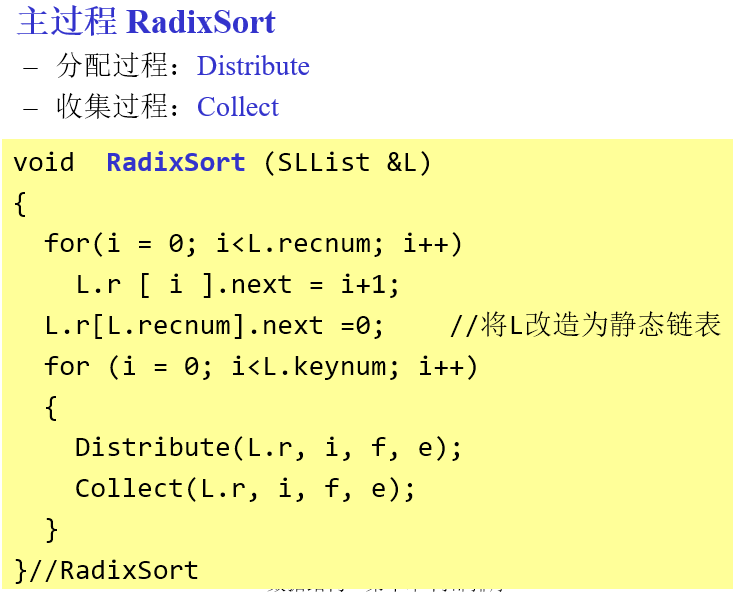 主过程 RadixSort
– 分配过程：Distribute
– 收集过程：Collect
void  RadixSort (SLList &L)
{
  for(i = 0; i<L.recnum; i++)
    L.r [ i ].next = i+1;
  L.r[L.recnum].next =0;    //将L改造为静态链表
  for (i = 0; i<L.keynum; i++)
  {
    Distribute(L.r, i, f, e);
    Collect(L.r, i, f, e);
  }
}//RadixSort